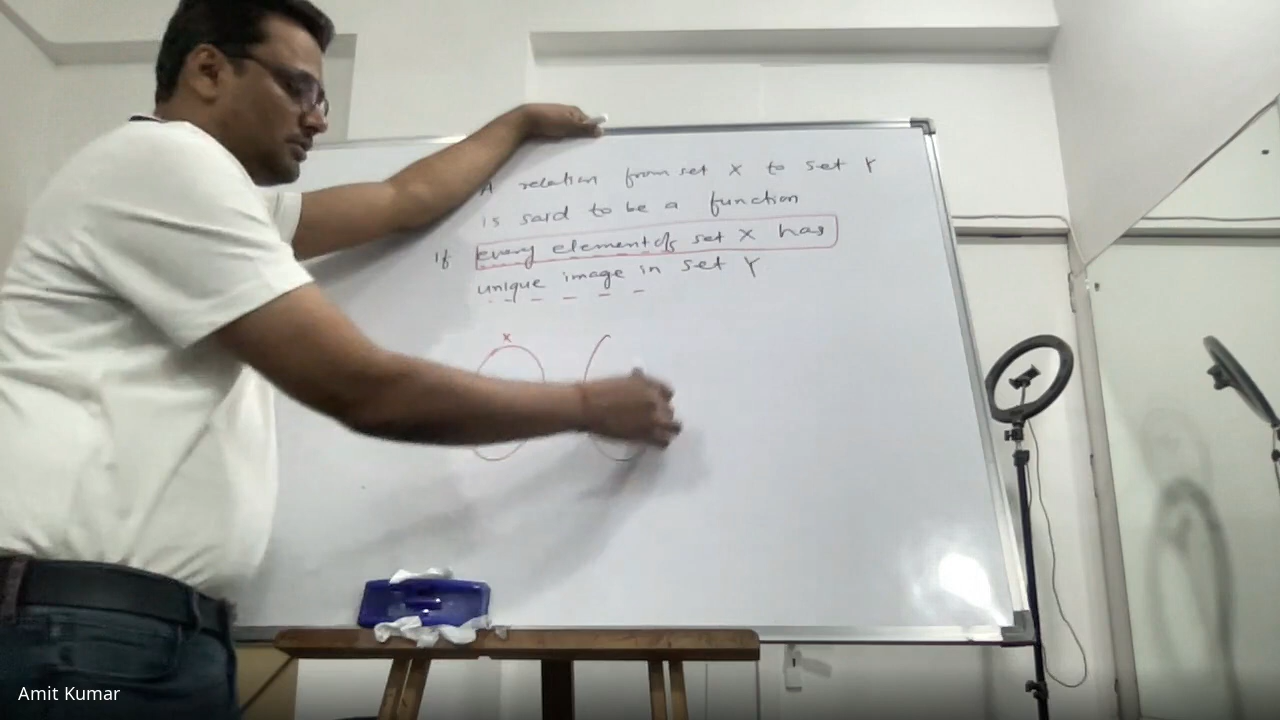 A relation from set X to set Y
is said to be a function
if every element of set X has
unique image in set Y
X
Amit Kumar